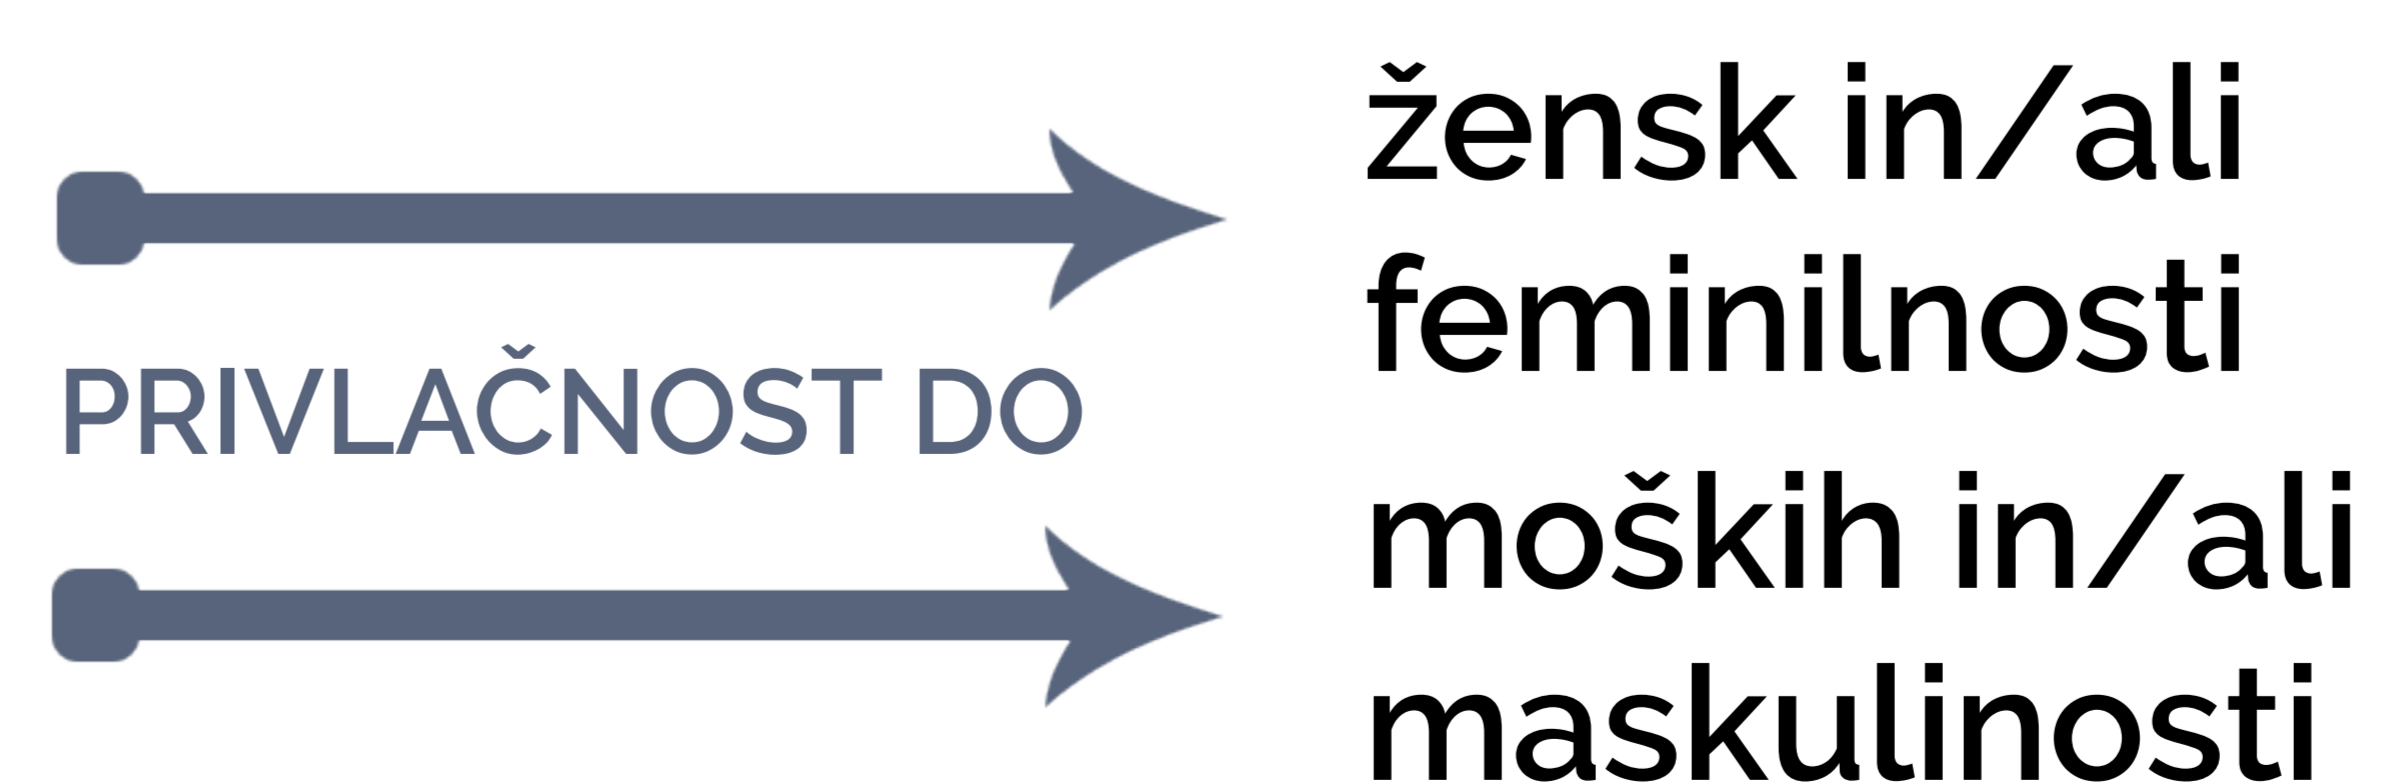 PRIVLAČNOST DO
žensk in/ali
feminilnosti
moških in/ali
maskulinosti